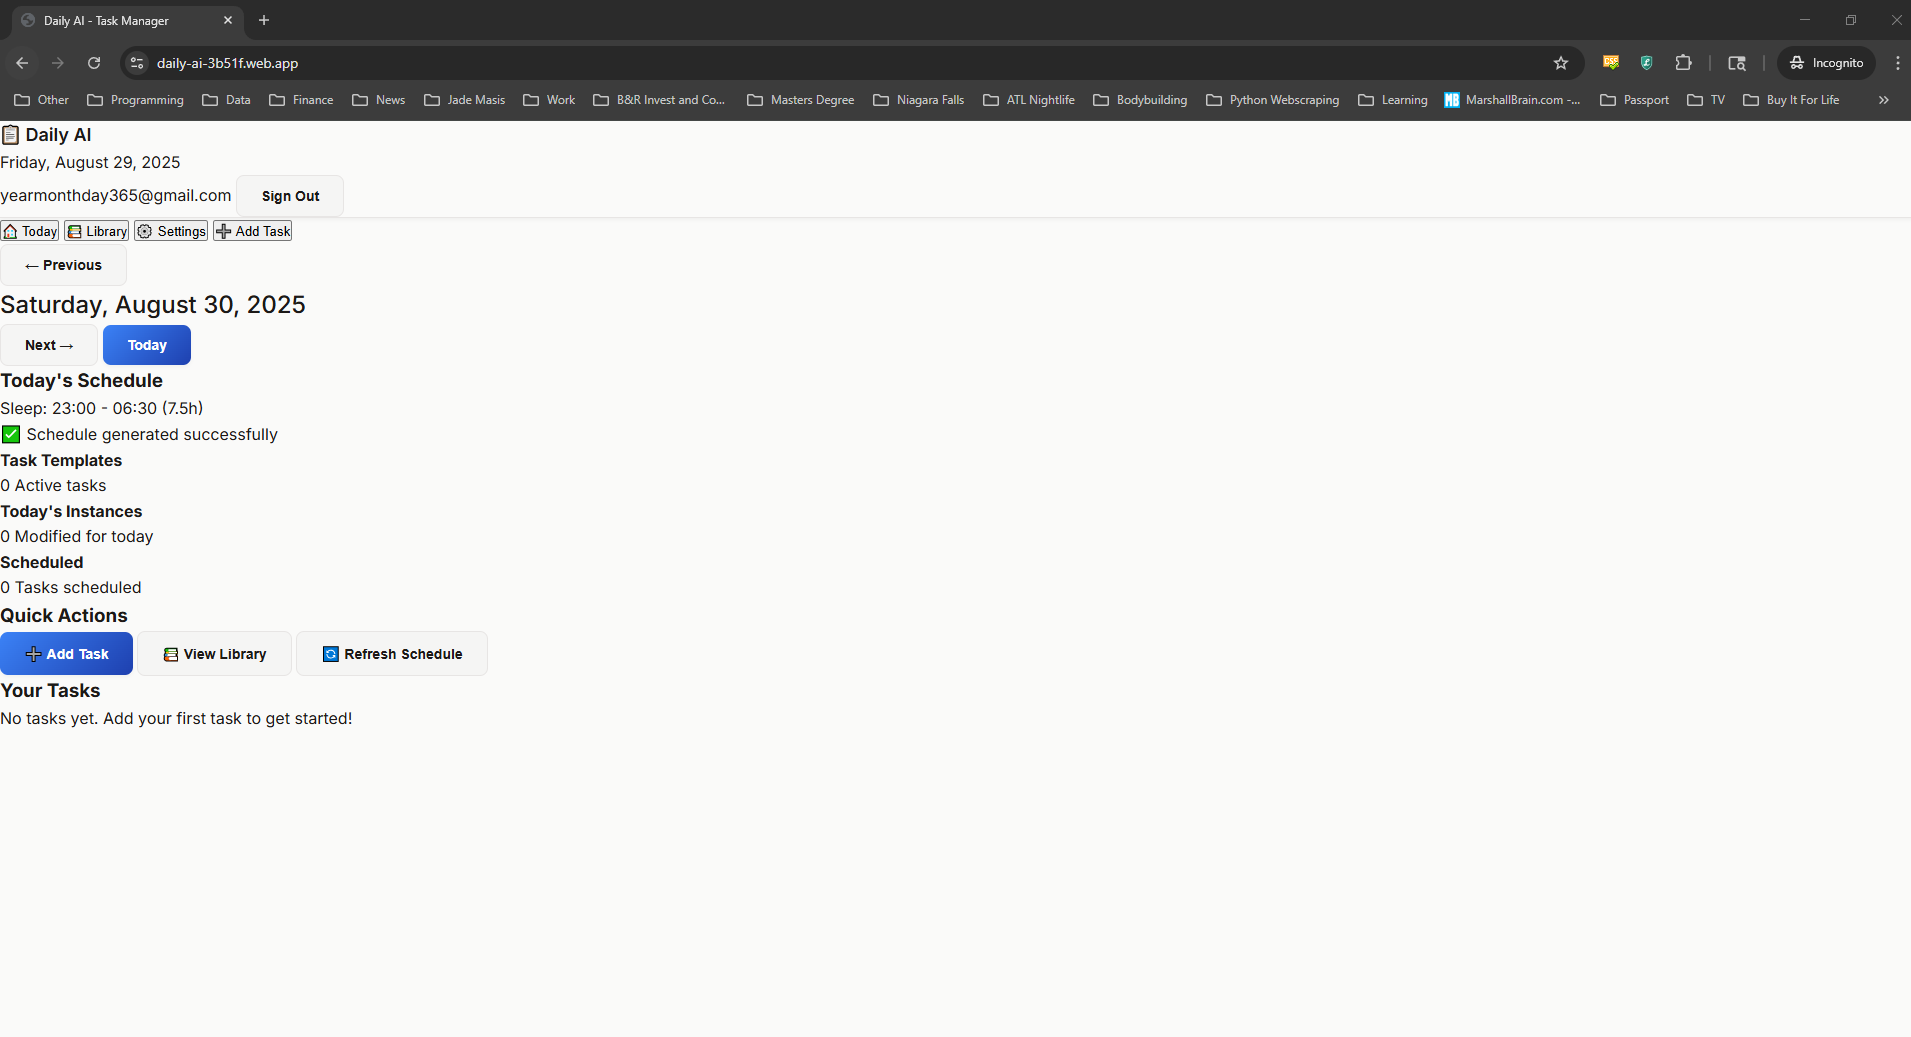 Daily AI - Task Manager
daily-ai-3b51f.web.app
Incognito
Other Programming Data Finance News Jade Masis Work B&R Invest and Co... Masters Degree Niagara Falls ATL Nightlife Bodybuilding Python Webscraping Learning MB MarshallBrain.com -... Passport TV Buy It For Life
Daily AI
Friday, August 29, 2025
yearmonthday365@gmail.com Sign Out
Today Library Settings Add Task
← Previous
Saturday, August 30, 2025
Next → Today
Today's Schedule
Sleep: 23:00 - 06:30 (7.5h)
Schedule generated successfully
Task Templates
0 Active tasks
Today's Instances
0 Modified for today
Scheduled
0 Tasks scheduled
Quick Actions
Add Task View Library Refresh Schedule
Your Tasks
No tasks yet. Add your first task to get started!